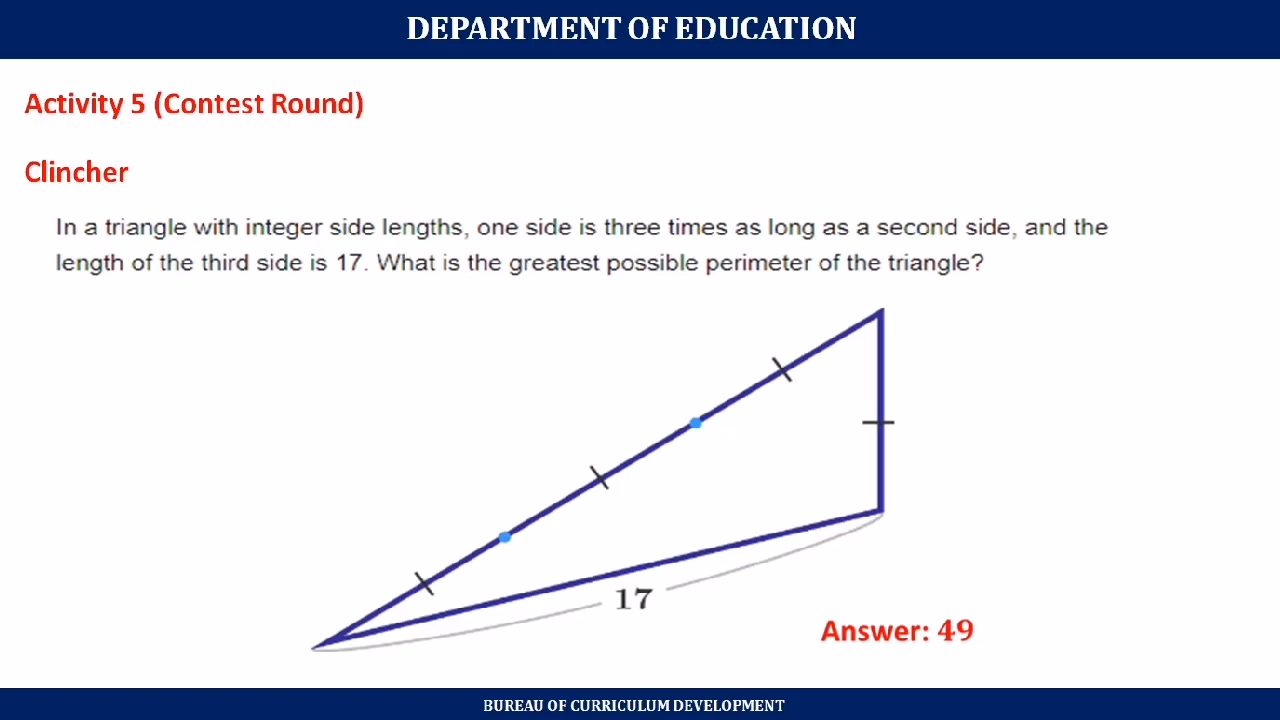 DEPARTMENT OF EDUCATION
Activity 5 (Contest Round)
Clincher
In a triangle with integer side lengths, one side is three times as long as a second side, and the
length of the third side is 17. What is the greatest possible perimeter of the triangle?
17
Answer: 49
BUREAU OF CURRICULUM DEVELOPMENT